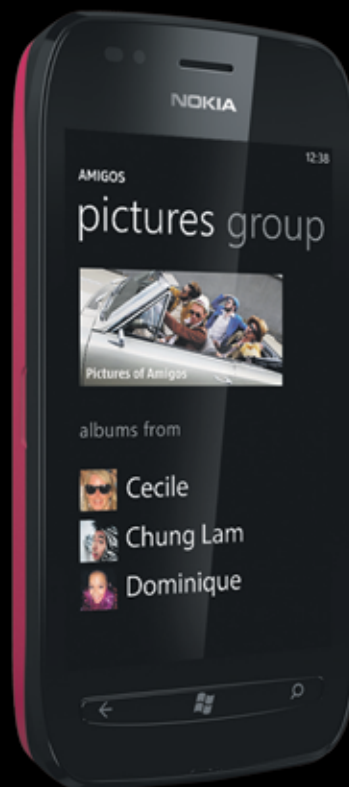 NOKIA
12:38
AMIGOS
pictures group
Pictures of Amigos
albums from
Cecile
Chung Lam
Dominique